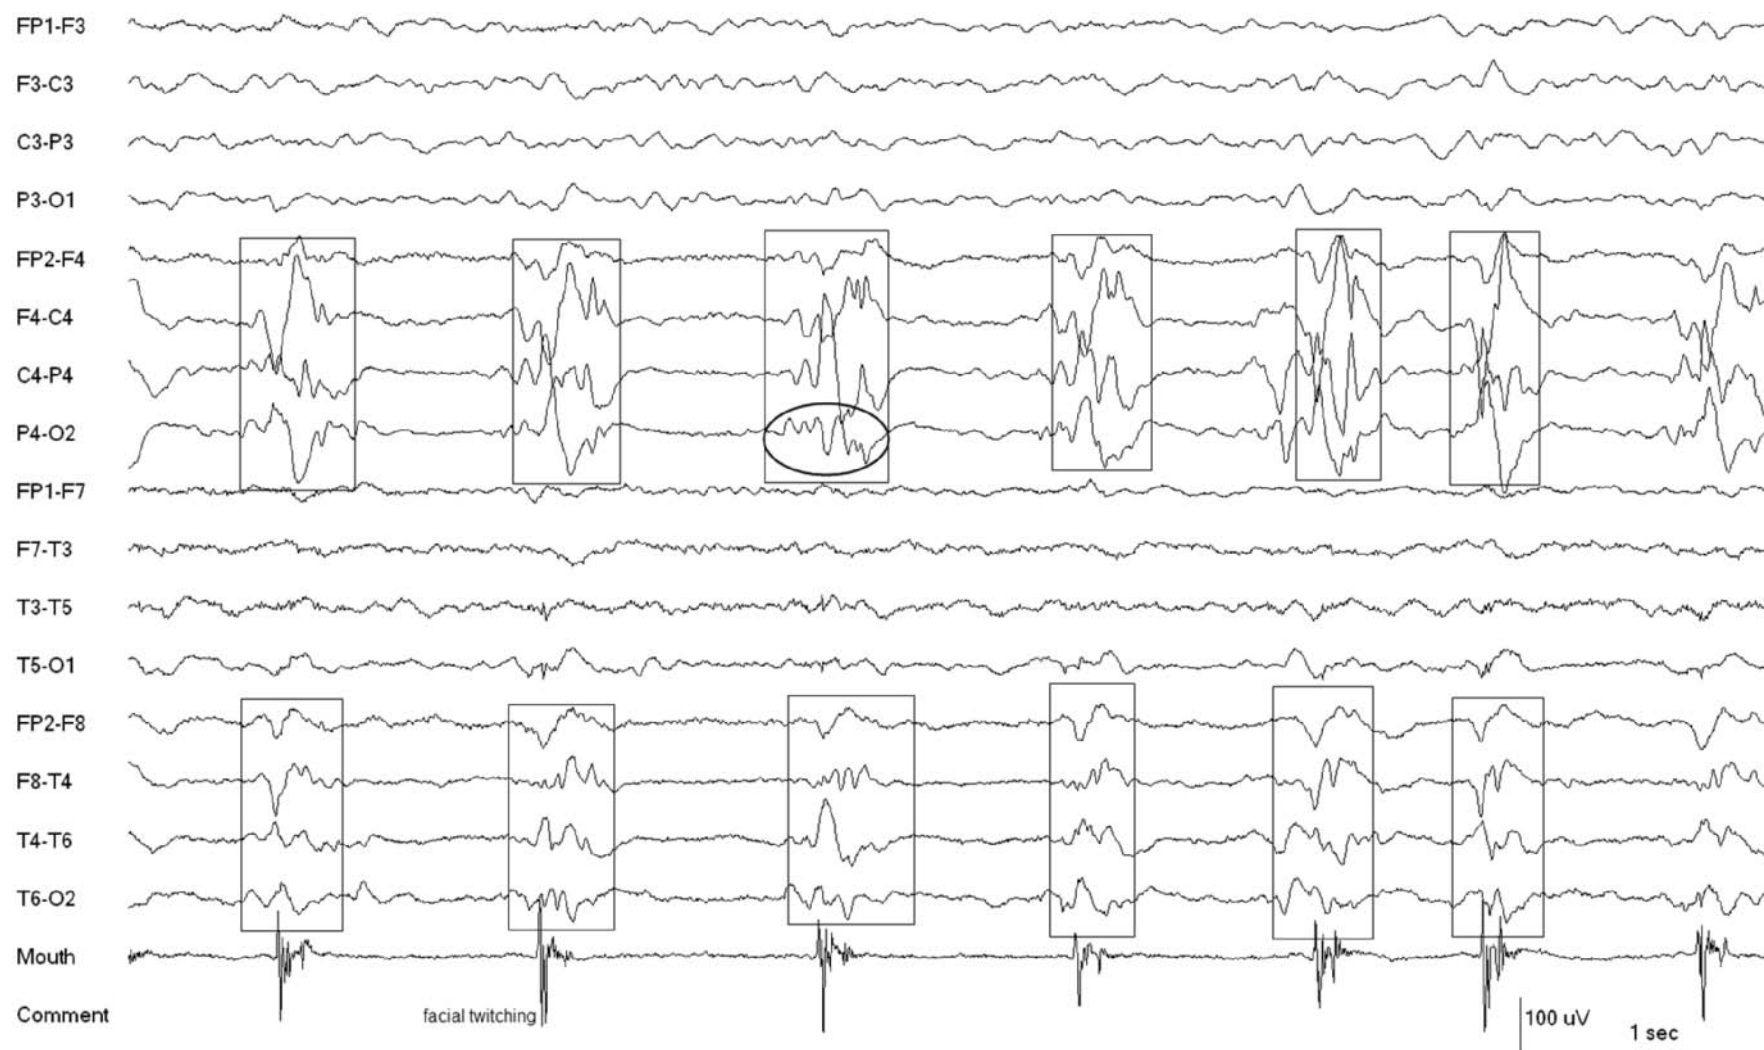 FP1-F3
F3-C3
C3-P3
P3-O1
FP2-F4
F4-C4
C4-P4
P4-O2
FP1-F7
F7-T3
T3-T5
T5-O1
FP2-F8
F8-T4
T4-T6
T6-O2
Mouth
Comment
facial twitching
100 uV
1 sec